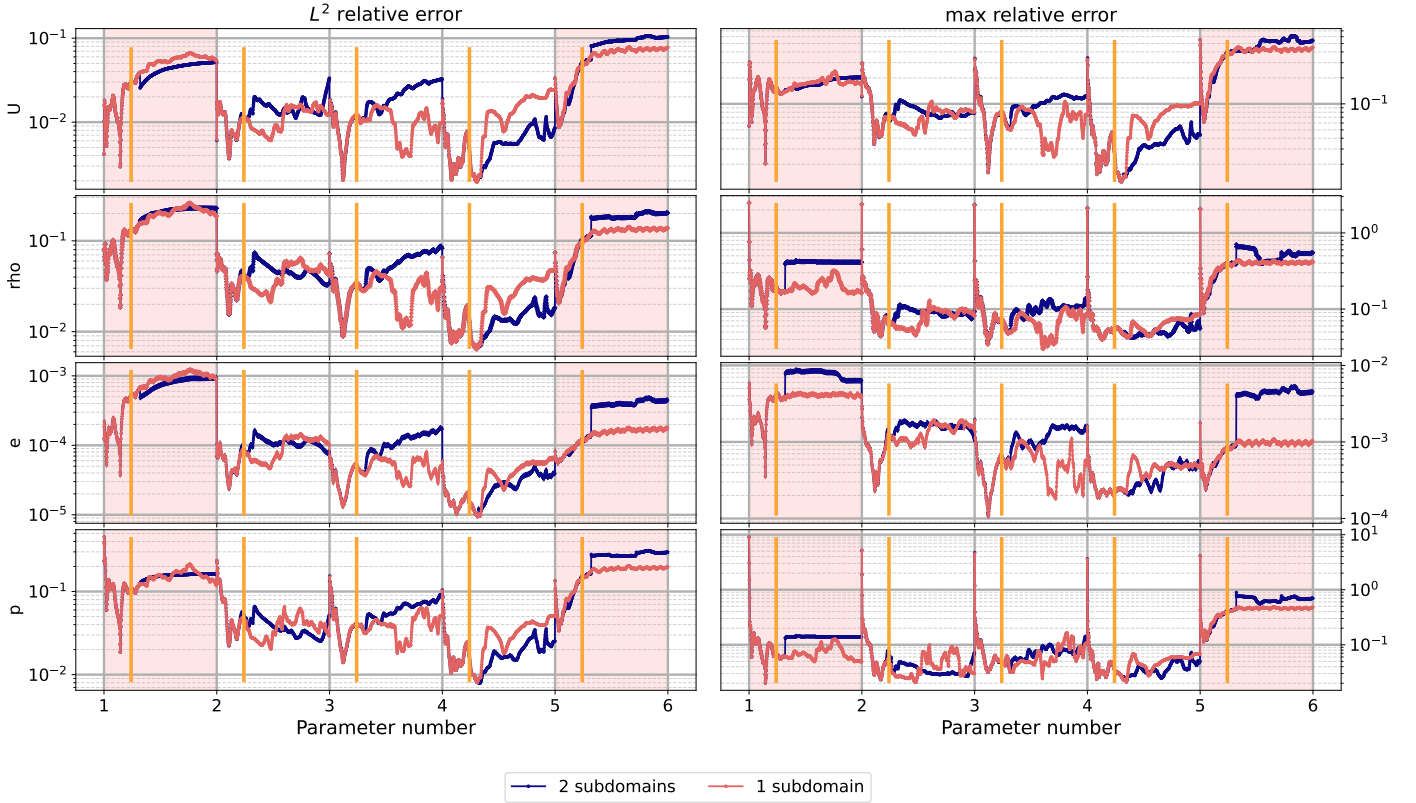 L² relative error
max relative error
U
10⁻¹
10⁻²
10⁻¹
rho
10⁻¹
10⁻²
10⁰
10⁻¹
e
10⁻³
10⁻⁴
10⁻⁵
10⁻²
10⁻³
10⁻⁴
p
10⁻¹
10⁻²
10¹
10⁰
10⁻¹
1 2 3 4 5 6
1 2 3 4 5 6
Parameter number
Parameter number
2 subdomains
1 subdomain